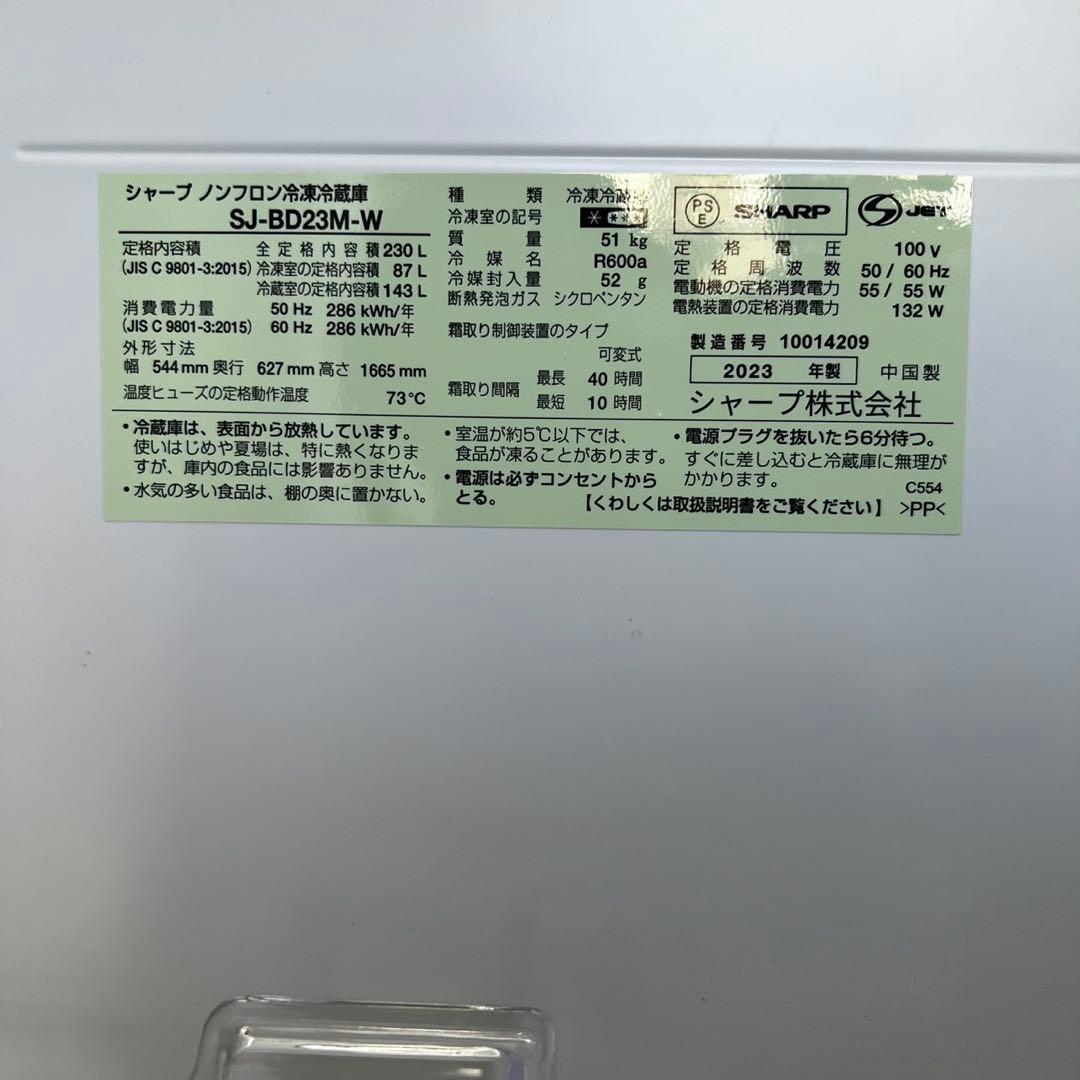 シャープ ノンフロン冷凍冷蔵庫
SJ-BD23M-W
定格内容積 全定格内容積 230 L
(JIS C 9801-3:2015) 冷凍室の定格内容積 87 L
冷蔵室の定格内容積 143 L
消費電力量 50 Hz 286 kWh/年
(JIS C 9801-3:2015) 60 Hz 286 kWh/年
外形寸法
幅 544 mm 奥行 627 mm 高さ 1665 mm
温度ヒューズの定格動作温度 73℃
種類 冷凍冷蔵庫
冷凍室の記号 ****
質量 51 kg
冷媒名 R600a
冷媒封入量 52 g
断熱発泡ガス シクロペンタン
霜取り制御装置のタイプ
可変式
霜取り間隔 最長 40 時間
最短 10 時間
PSE SHARP JET
定格電圧 100 V
定格周波数 50 / 60 Hz
電動機の定格消費電力 55 / 55 W
電熱装置の定格消費電力 132 W
製造番号 10014209
2023 年製 中国製
シャープ株式会社
・冷蔵庫は、表面から放熱しています。
使いはじめや夏場は、特に熱くなりま
すが、庫内の食品には影響ありません。
・水気の多い食品は、棚の奥に置かない。
・室温が約5℃以下では、
食品が凍ることがあります。
・電源は必ずコンセントから
とる。
・電源プラグを抜いたら6分待つ。
すぐに差し込むと冷蔵庫に無理が
かかります。
C554
【くわしくは取扱説明書をご覧ください】 >PP<